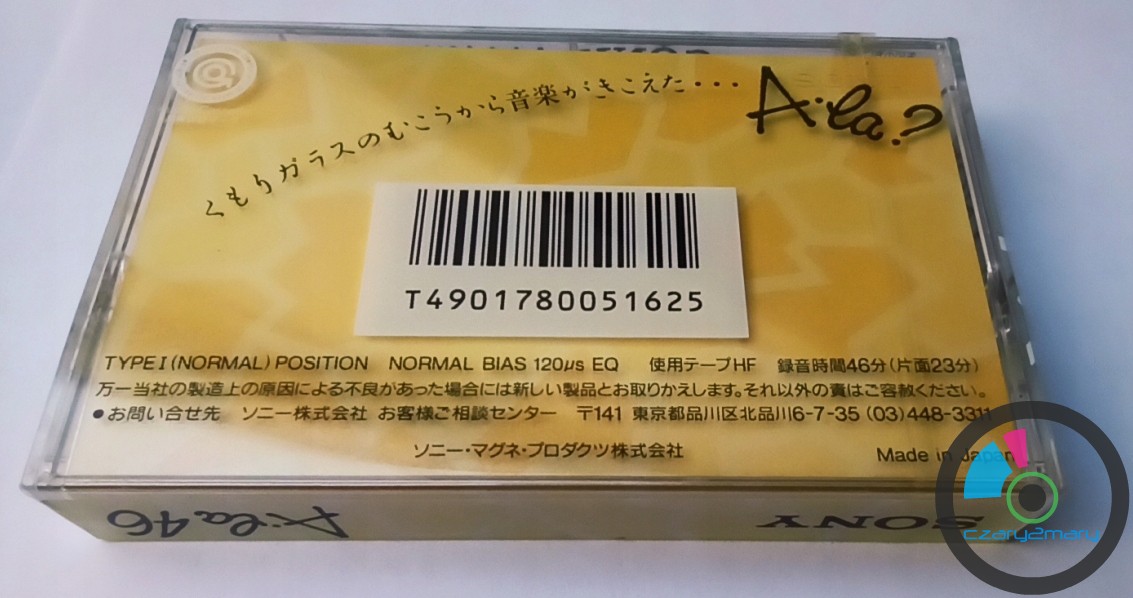 くもりガラスのむこうから音楽がきこえた・・・
A・la?
T4901780051625
TYPE I (NORMAL) POSITION NORMAL BIAS 120μs EQ 使用テープHF 録音時間46分(片面23分)
万一当社の製造上の原因による不良があった場合には新しい製品とお取りかえします。それ以外の責はご容赦ください。
●お問い合せ先 ソニー株式会社 お客様ご相談センター 〒141 東京都品川区北品川6-7-35 (03)448-3311
ソニー・マグネ・プロダクツ株式会社
Made in Japan
A・la 46
SONY
czary2mary